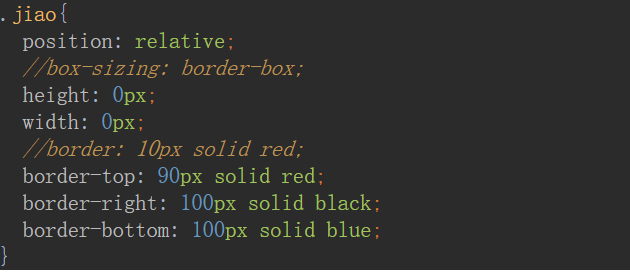 .jiao{
position: relative;
//box-sizing: border-box;
height: 0px;
width: 0px;
//border: 10px solid red;
border-top: 90px solid red;
border-right: 100px solid black;
border-bottom: 100px solid blue;
}